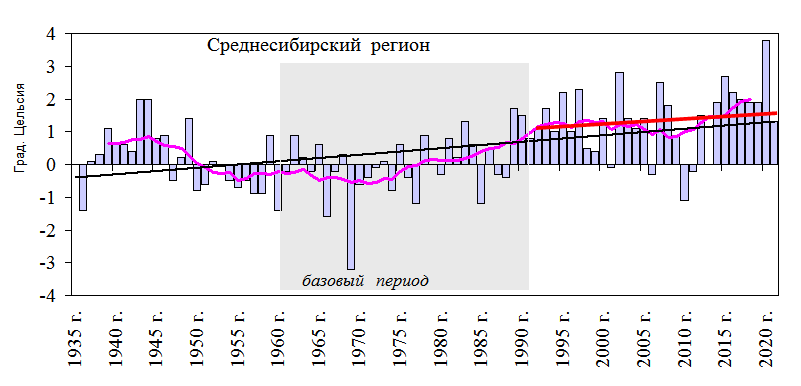 Среднесибирский регион
Град. Цельсия
4
3
2
1
0
-1
-2
-3
-4
базовый период
1935 г.
1940 г.
1945 г.
1950 г.
1955 г.
1960 г.
1965 г.
1970 г.
1975 г.
1980 г.
1985 г.
1990 г.
1995 г.
2000 г.
2005 г.
2010 г.
2015 г.
2020 г.